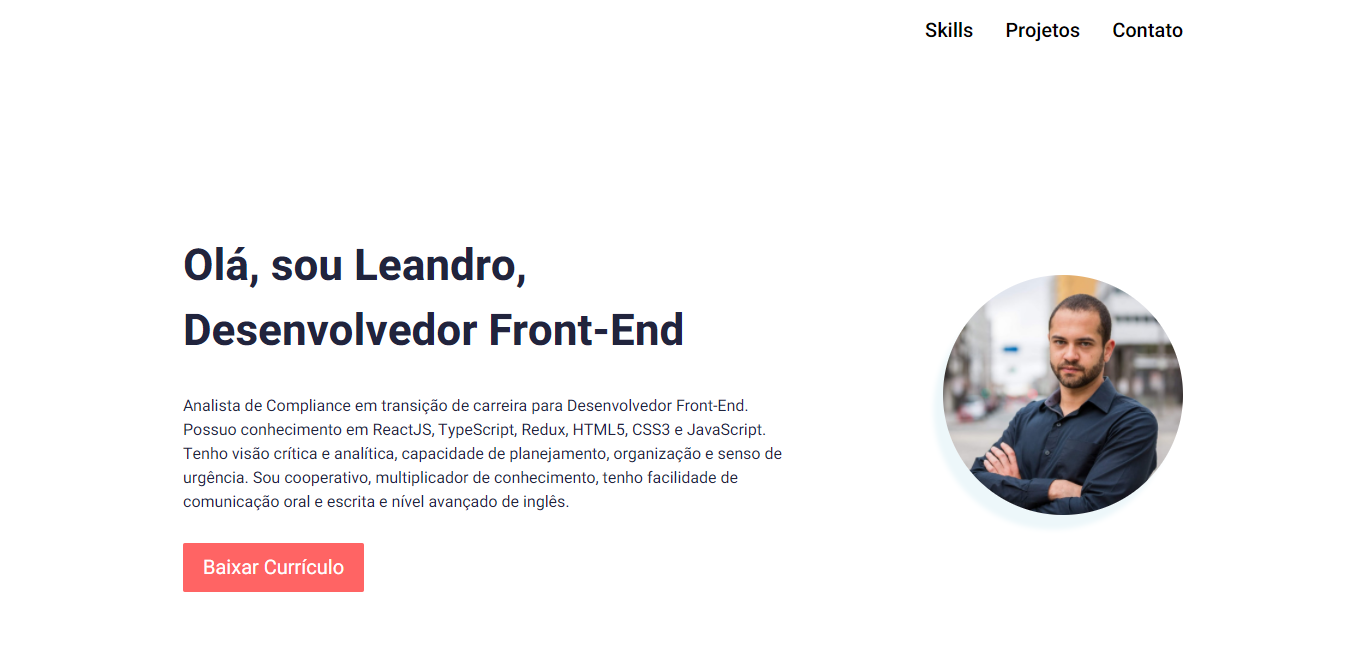 Skills Projetos Contato
Olá, sou Leandro,
Desenvolvedor Front-End
Analista de Compliance em transição de carreira para Desenvolvedor Front-End.
Possuo conhecimento em ReactJS, TypeScript, Redux, HTML5, CSS3 e JavaScript.
Tenho visão crítica e analítica, capacidade de planejamento, organização e senso de
urgência. Sou cooperativo, multiplicador de conhecimento, tenho facilidade de
comunicação oral e escrita e nível avançado de inglês.
Baixar Currículo